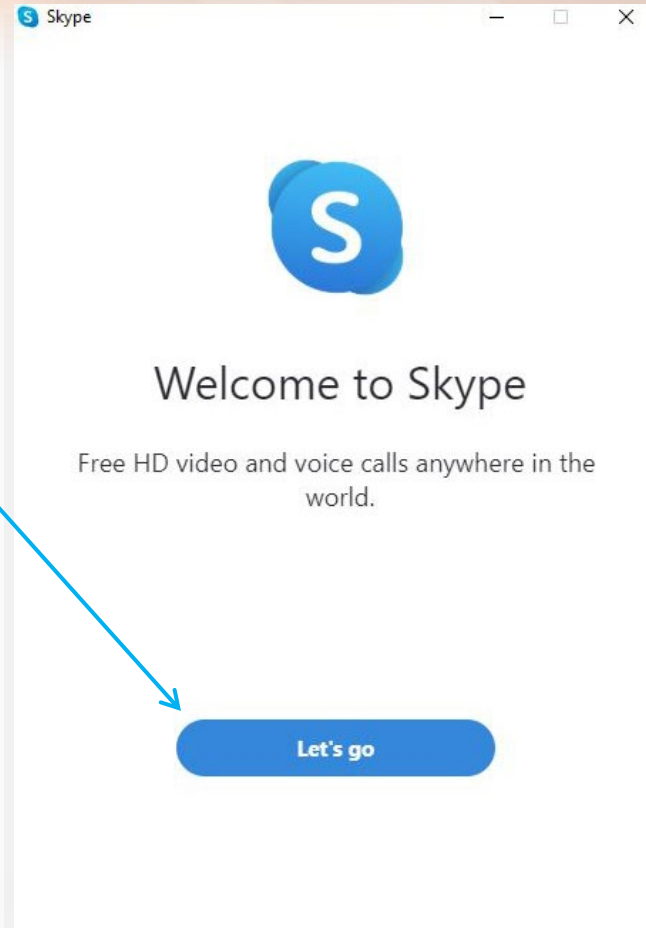 Skype
S
Welcome to Skype
Free HD video and voice calls anywhere in the
world.
Let's go